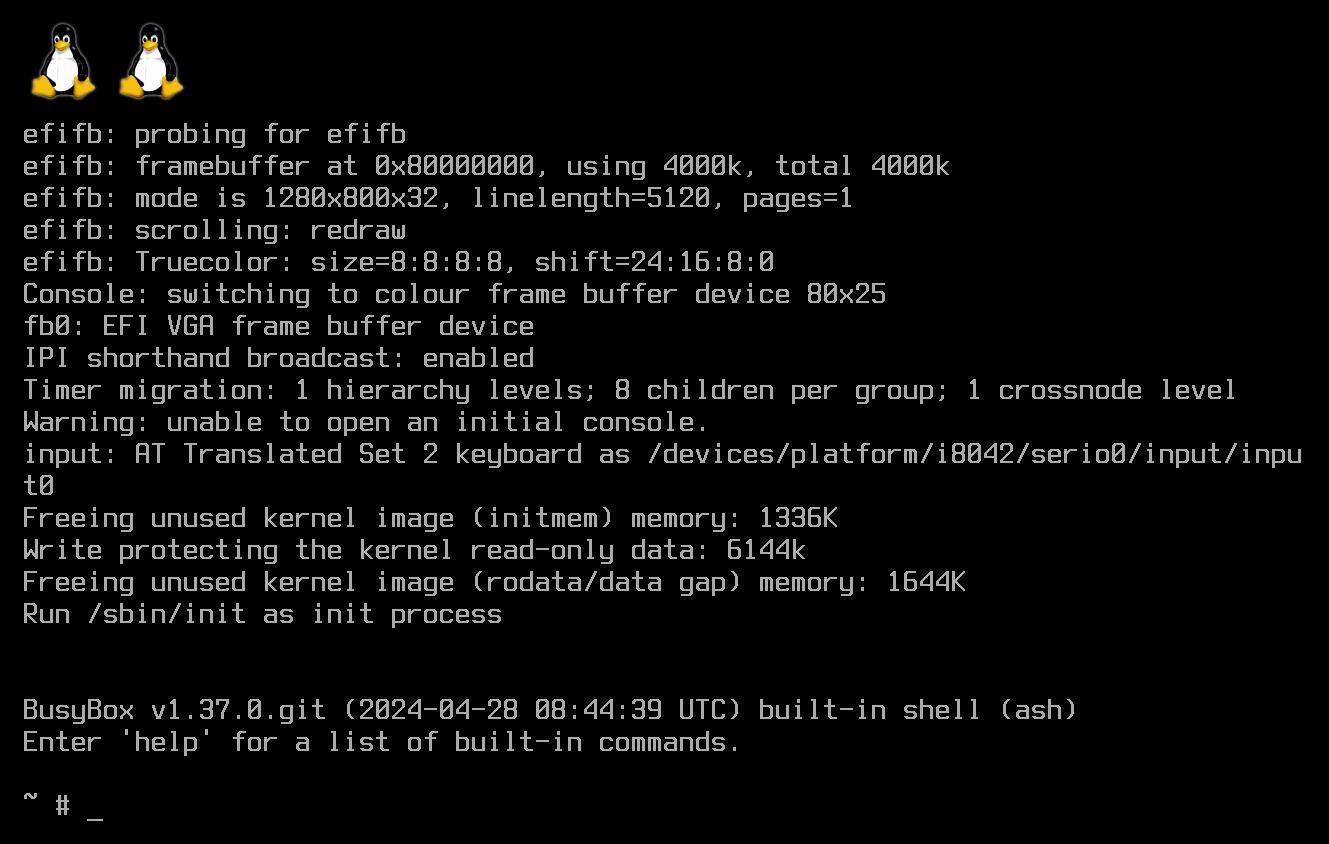 efifb: probing for efifb
efifb: framebuffer at 0x80000000, using 4000k, total 4000k
efifb: mode is 1280x800x32, linelength=5120, pages=1
efifb: scrolling: redraw
efifb: Truecolor: size=8:8:8:8, shift=24:16:8:0
Console: switching to colour frame buffer device 80x25
fb0: EFI VGA frame buffer device
IPI shorthand broadcast: enabled
Timer migration: 1 hierarchy levels; 8 children per group; 1 crossnode level
Warning: unable to open an initial console.
input: AT Translated Set 2 keyboard as /devices/platform/i8042/serio0/input/inpu
t0
Freeing unused kernel image (initmem) memory: 1336K
Write protecting the kernel read-only data: 6144k
Freeing unused kernel image (rodata/data gap) memory: 1644K
Run /sbin/init as init process
BusyBox v1.37.0.git (2024-04-28 08:44:39 UTC) built-in shell (ash)
Enter 'help' for a list of built-in commands.
~ # _